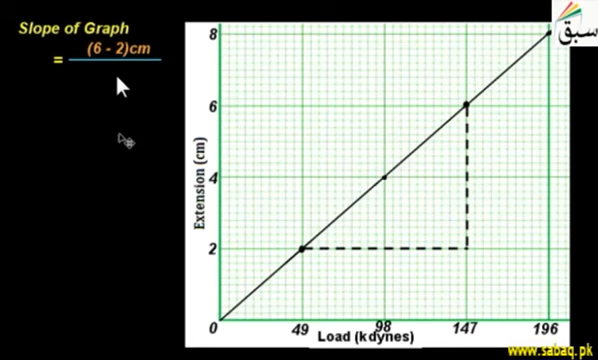 Slope of Graph
= (6 - 2)cm
سبق
8
6
4
2
0
Extension (cm)
49
98
147
196
Load (kdynes)
www.sabaq.pk